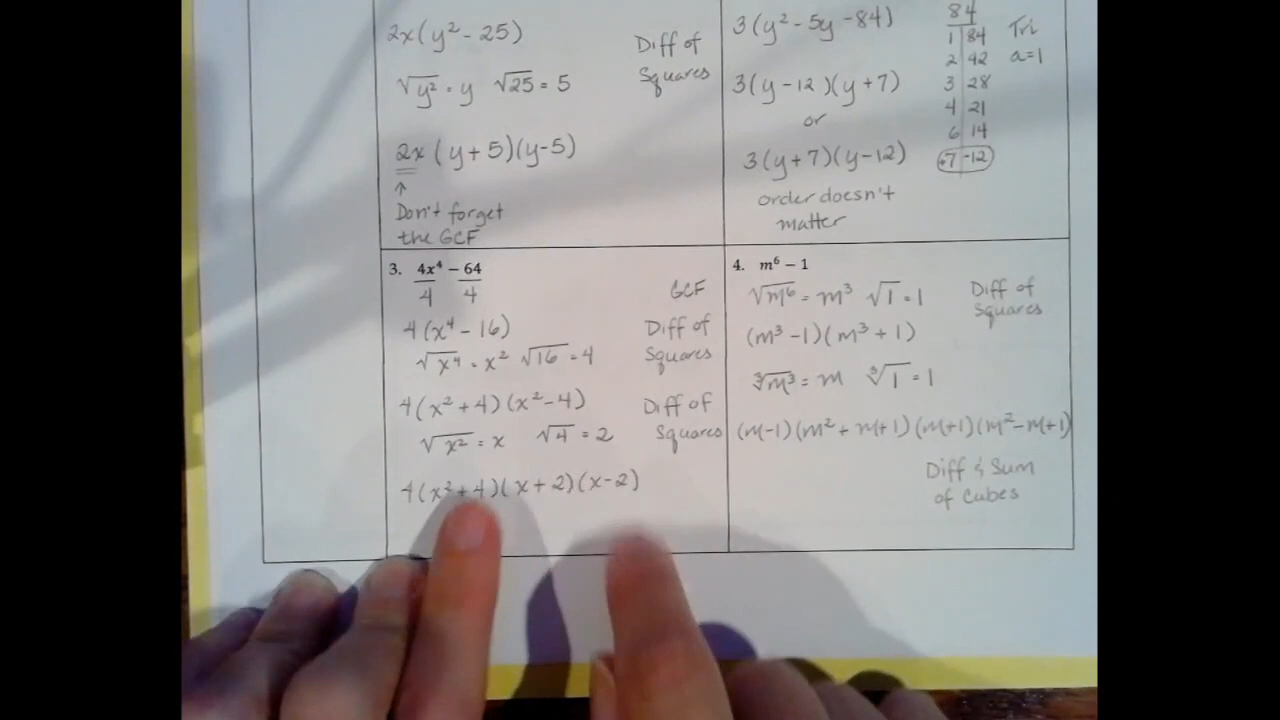 2x(y² - 25)
Diff of
Squares
√y² = y √25 = 5
2x(y+5)(y-5)
↑
Don't forget
the GCF
3(y² - 5y - 84)
84
1 | 84
2 | 42
3 | 28
4 | 21
6 | 14
+7 | -12
Tri
a=1
3(y-12)(y+7)
or
3(y+7)(y-12)
order doesn't
matter
3. 4x⁴ – 64
4 4
GCF
4(x⁴ - 16)
Diff of
Squares
√x⁴ = x² √16 = 4
4(x²+4)(x²-4)
Diff of
Squares
√x² = x √4 = 2
4(x²+4)(x+2)(x-2)
4. m⁶ – 1
√m⁶ = m³ √1 = 1
Diff of
Squares
(m³ -1)(m³ +1)
∛m³ = m ∛1 = 1
(m-1)(m² + m+1)(m+1)(m² - m+1)
Diff & Sum
of Cubes